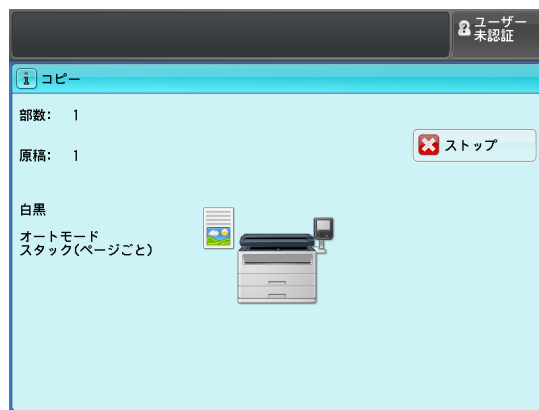 ユーザー
未認証
コピー
部数: 1
ストップ
原稿: 1
白黒
オートモード
スタック(ページごと)